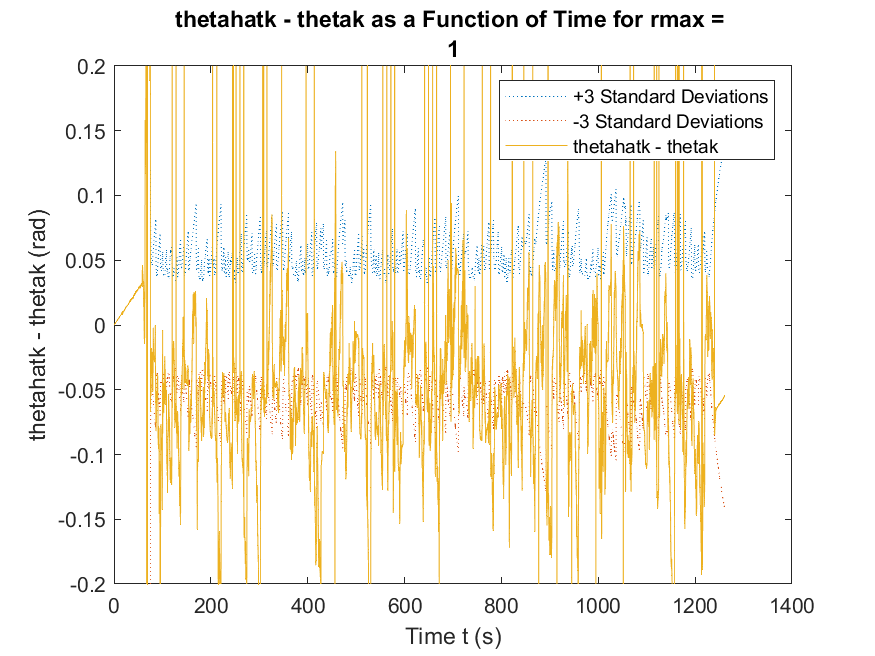 thetahatk - thetak as a Function of Time for rmax =
1
0.2
0.15
0.1
0.05
0
-0.05
-0.1
-0.15
-0.2
thetahatk - thetak (rad)
+3 Standard Deviations
-3 Standard Deviations
thetahatk - thetak
0 200 400 600 800 1000 1200 1400
Time t (s)